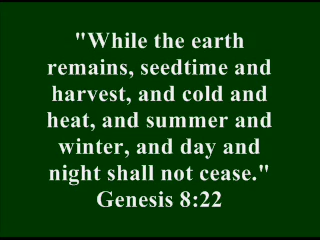 "While the earth
remains, seedtime and
harvest, and cold and
heat, and summer and
winter, and day and
night shall not cease."
Genesis 8:22